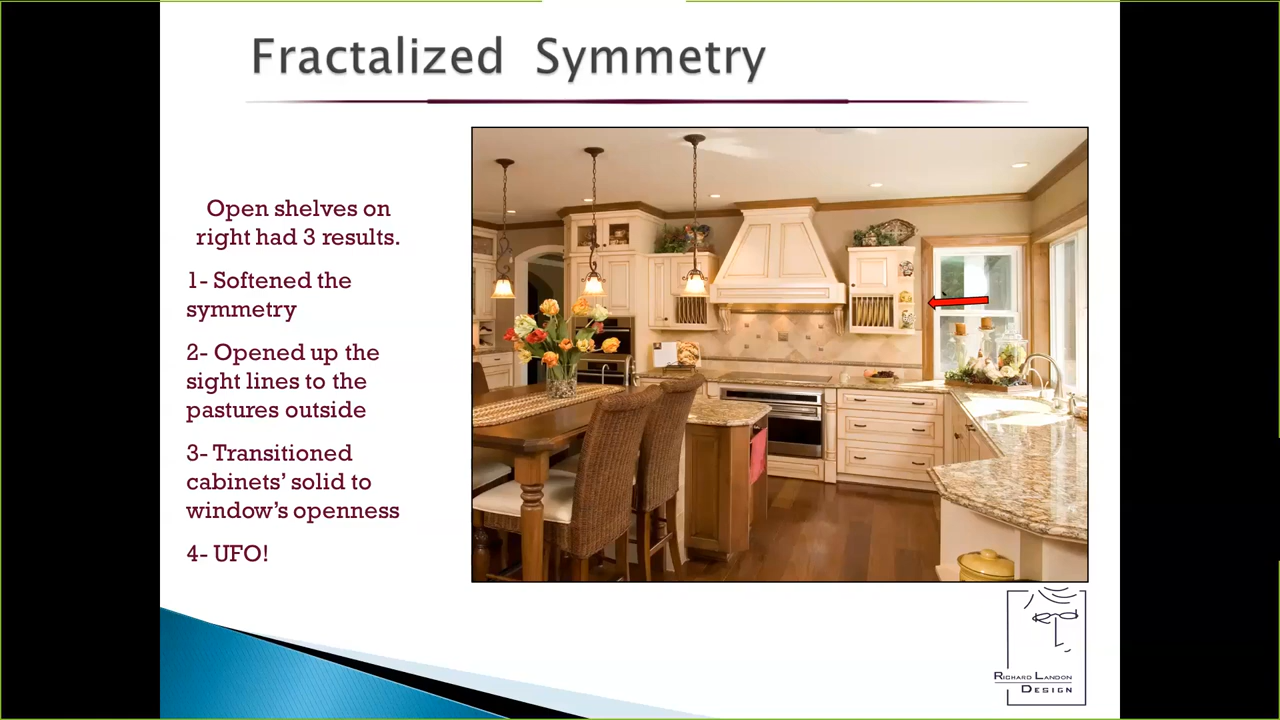 Fractalized Symmetry
Open shelves on
right had 3 results.
1- Softened the
symmetry
2- Opened up the
sight lines to the
pastures outside
3- Transitioned
cabinets’ solid to
window’s openness
4- UFO!
RICHARD LANDON
DESIGN